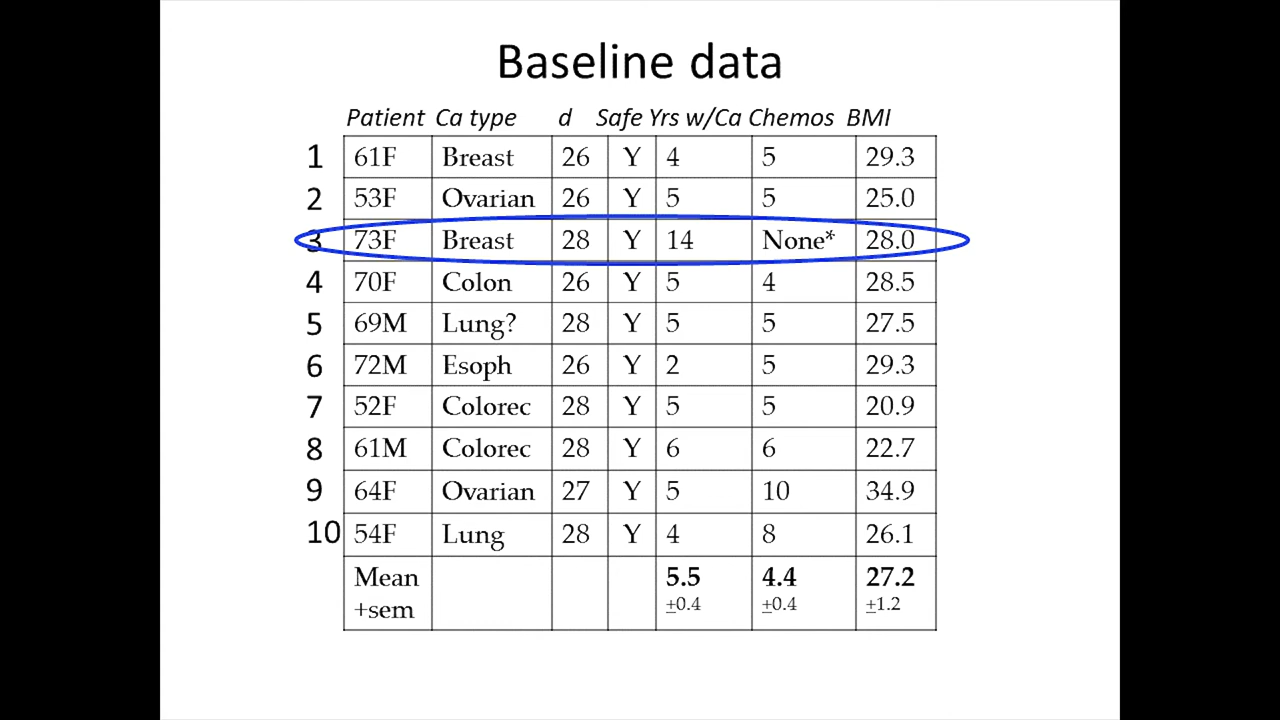 Baseline data
Patient Ca type d Safe Yrs w/Ca Chemos BMI
1 61F Breast 26 Y 4 5 29.3
2 53F Ovarian 26 Y 5 5 25.0
3 73F Breast 28 Y 14 None* 28.0
4 70F Colon 26 Y 5 4 28.5
5 69M Lung? 28 Y 5 5 27.5
6 72M Esoph 26 Y 2 5 29.3
7 52F Colorec 28 Y 5 5 20.9
8 61M Colorec 28 Y 6 6 22.7
9 64F Ovarian 27 Y 5 10 34.9
10 54F Lung 28 Y 4 8 26.1
Mean 5.5 4.4 27.2
+sem ±0.4 ±0.4 ±1.2